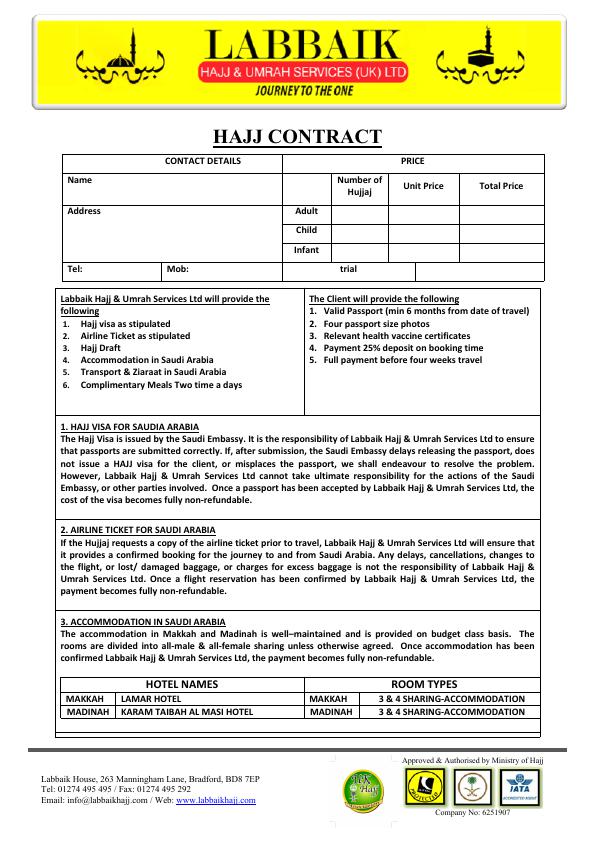 LABBAIK
HAJJ & UMRAH SERVICES (UK) LTD
JOURNEY TO THE ONE
HAJJ CONTRACT
CONTACT DETAILS
PRICE
Name
Number of Hujjaj
Unit Price
Total Price
Address
Adult
Child
Infant
Tel:
Mob:
trial
Labbaik Hajj & Umrah Services Ltd will provide the
following
1. Hajj visa as stipulated
2. Airline Ticket as stipulated
3. Hajj Draft
4. Accommodation in Saudi Arabia
5. Transport & Ziaraat in Saudi Arabia
6. Complimentary Meals Two time a days
The Client will provide the following
1. Valid Passport (min 6 months from date of travel)
2. Four passport size photos
3. Relevant health vaccine certificates
4. Payment 25% deposit on booking time
5. Full payment before four weeks travel
1. HAJJ VISA FOR SAUDIA ARABIA
The Hajj Visa is issued by the Saudi Embassy. It is the responsibility of Labbaik Hajj & Umrah Services Ltd to ensure
that passports are submitted correctly. If, after submission, the Saudi Embassy delays releasing the passport, does
not issue a HAJJ visa for the client, or misplaces the passport, we shall endeavour to resolve the problem.
However, Labbaik Hajj & Umrah Services Ltd cannot take ultimate responsibility for the actions of the Saudi
Embassy, or other parties involved. Once a passport has been accepted by Labbaik Hajj & Umrah Services Ltd, the
cost of the visa becomes fully non-refundable.
2. AIRLINE TICKET FOR SAUDI ARABIA
If the Hujjaj requests a copy of the airline ticket prior to travel, Labbaik Hajj & Umrah Services Ltd will ensure that
it provides a confirmed booking for the journey to and from Saudi Arabia. Any delays, cancellations, changes to
the flight, or lost/ damaged baggage, or charges for excess baggage is not the responsibility of Labbaik Hajj &
Umrah Services Ltd. Once a flight reservation has been confirmed by Labbaik Hajj & Umrah Services Ltd, the
payment becomes fully non-refundable.
3. ACCOMMODATION IN SAUDI ARABIA
The accommodation in Makkah and Madinah is well–maintained and is provided on budget class basis. The
rooms are divided into all-male & all-female sharing unless otherwise agreed. Once accommodation has been
confirmed Labbaik Hajj & Umrah Services Ltd, the payment becomes fully non-refundable.
HOTEL NAMES
ROOM TYPES
MAKKAH LAMAR HOTEL MAKKAH 3 & 4 SHARING-ACCOMMODATION
MADINAH KARAM TAIBAH AL MASI HOTEL MADINAH 3 & 4 SHARING-ACCOMMODATION
Approved & Authorised by Ministry of Hajj
Labbaik House, 263 Manningham Lane, Bradford, BD8 7EP
Tel: 01274 495 495 / Fax: 01274 495 292
Email: info@labbaikhajj.com / Web: www.labbaikhajj.com
IATA
Company No: 6251907